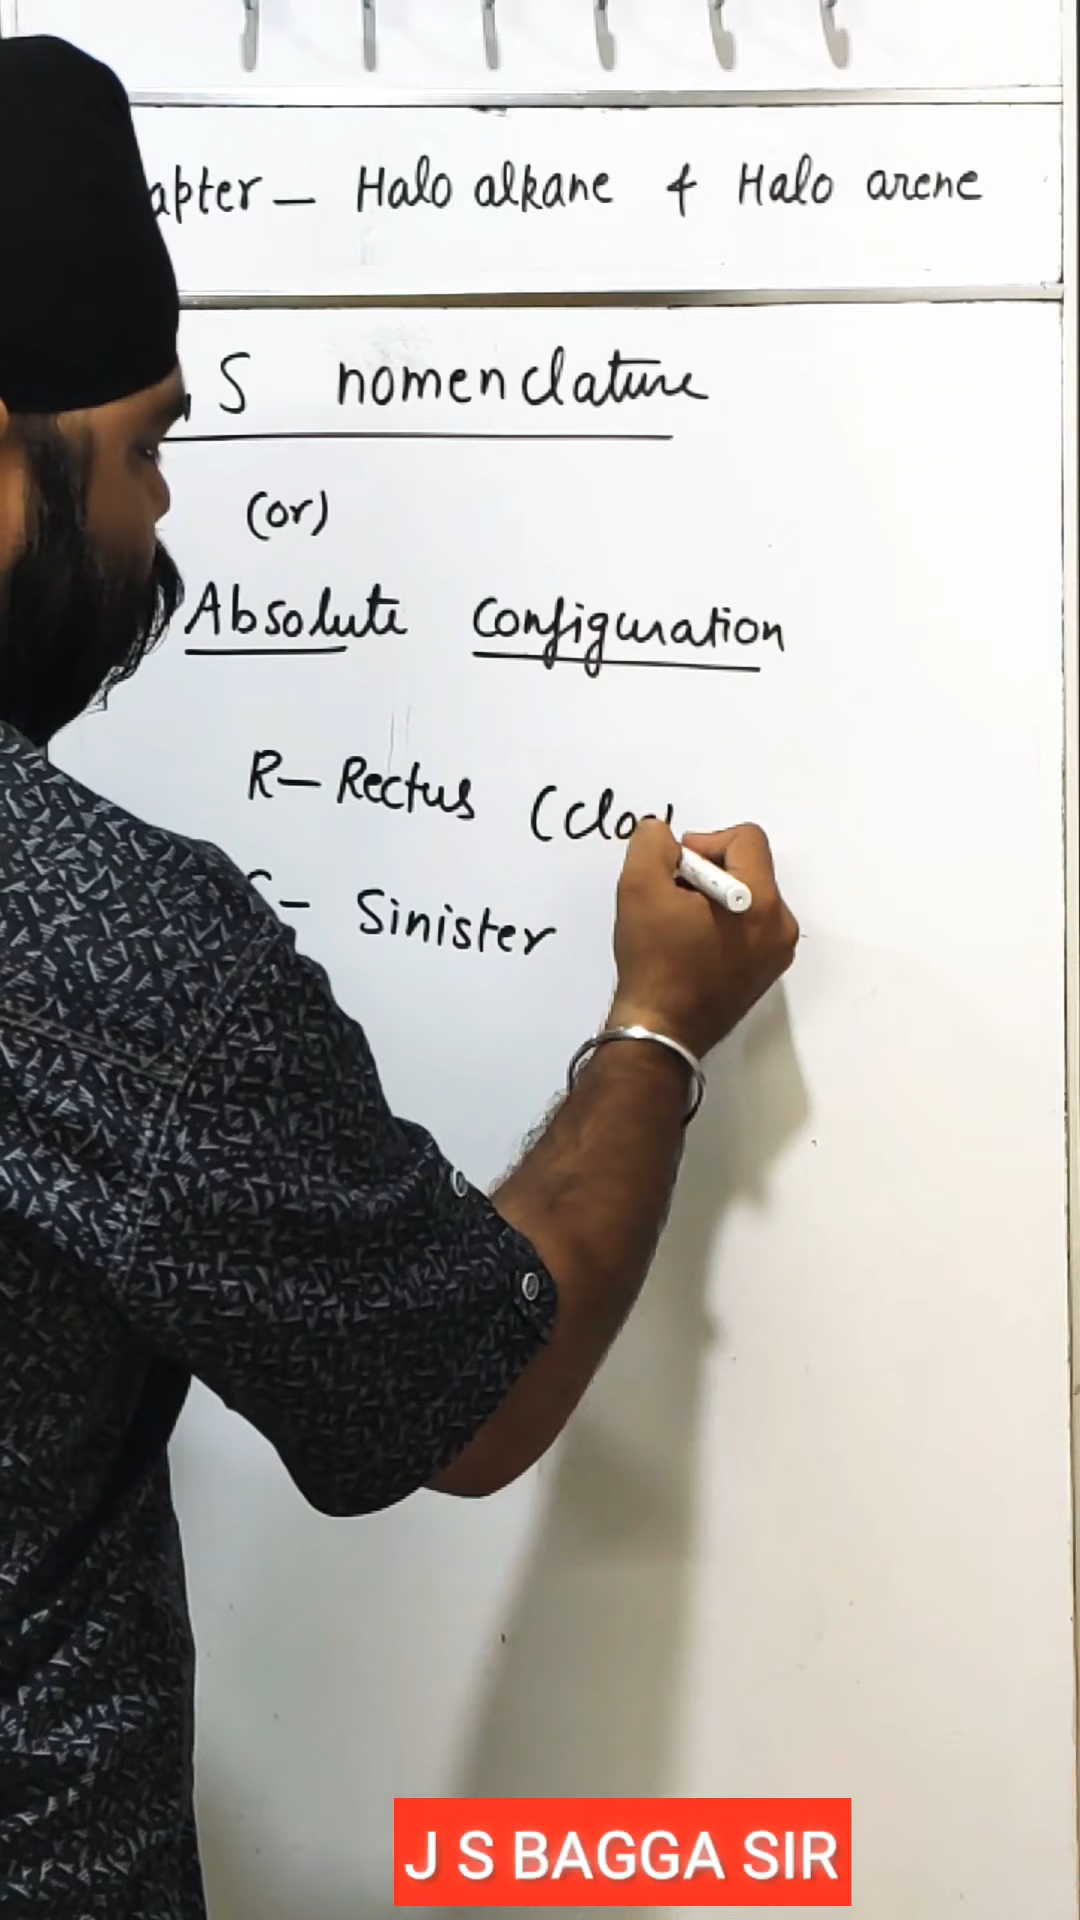 apter – Halo alkane & Halo arene
, S nomenclature
(or)
Absolute Configuration
R – Rectus (Clo
S – Sinister
J S BAGGA SIR